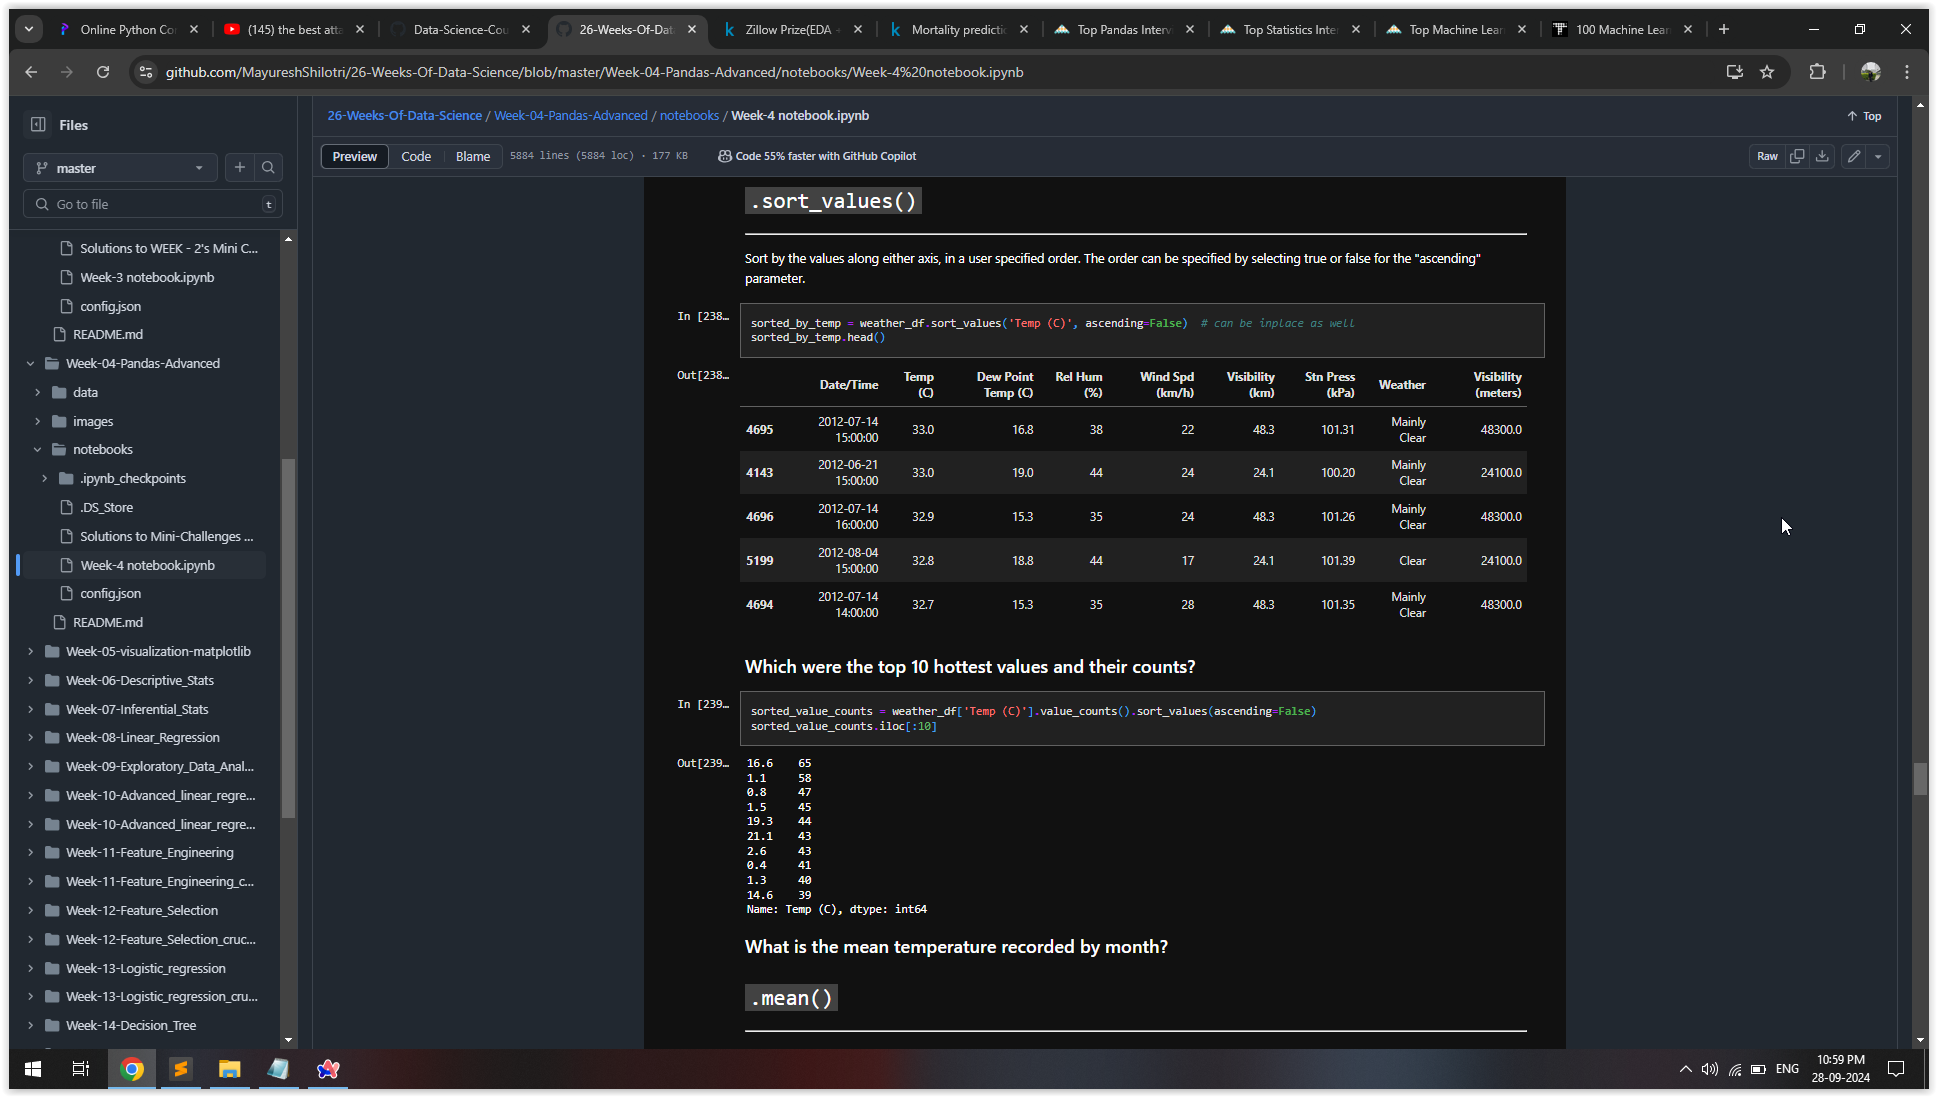 Online Python Co
(145) the best atta
Data-Science-Cou
26-Weeks-Of-Dat
Zillow Prize(EDA
Mortality predictic
Top Pandas Interv
Top Statistics Inte
Top Machine Lear
100 Machine Lear
github.com/MayureshShilotri/26-Weeks-Of-Data-Science/blob/master/Week-04-Pandas-Advanced/notebooks/Week-4%20notebook.ipynb
Files
master
Go to file
t
Solutions to WEEK - 2's Mini C...
Week-3 notebook.ipynb
config.json
README.md
Week-04-Pandas-Advanced
data
images
notebooks
.ipynb_checkpoints
.DS_Store
Solutions to Mini-Challenges ...
Week-4 notebook.ipynb
config.json
README.md
Week-05-visualization-matplotlib
Week-06-Descriptive_Stats
Week-07-Inferential_Stats
Week-08-Linear_Regression
Week-09-Exploratory_Data_Anal...
Week-10-Advanced_linear_regre...
Week-10-Advanced_linear_regre...
Week-11-Feature_Engineering
Week-11-Feature_Engineering_c...
Week-12-Feature_Selection
Week-12-Feature_Selection_cruc...
Week-13-Logistic_regression
Week-13-Logistic_regression_cru...
Week-14-Decision_Tree
26-Weeks-Of-Data-Science / Week-04-Pandas-Advanced / notebooks / Week-4 notebook.ipynb
Top
Preview Code Blame 5884 lines (5884 loc) · 177 KB Code 55% faster with GitHub Copilot Raw
.sort_values()
Sort by the values along either axis, in a user specified order. The order can be specified by selecting true or false for the "ascending"
parameter.
In [238…
sorted_by_temp = weather_df.sort_values('Temp (C)', ascending=False)  # can be inplace as well
sorted_by_temp.head()
Out[238…
Date/Time Temp (C) Dew Point Temp (C) Rel Hum (%) Wind Spd (km/h) Visibility (km) Stn Press (kPa) Weather Visibility (meters)
4695 2012-07-14 15:00:00 33.0 16.8 38 22 48.3 101.31 Mainly Clear 48300.0
4143 2012-06-21 15:00:00 33.0 19.0 44 24 24.1 100.20 Mainly Clear 24100.0
4696 2012-07-14 16:00:00 32.9 15.3 35 24 48.3 101.26 Mainly Clear 48300.0
5199 2012-08-04 15:00:00 32.8 18.8 44 17 24.1 101.39 Clear 24100.0
4694 2012-07-14 14:00:00 32.7 15.3 35 28 48.3 101.35 Mainly Clear 48300.0
Which were the top 10 hottest values and their counts?
In [239…
sorted_value_counts = weather_df['Temp (C)'].value_counts().sort_values(ascending=False)
sorted_value_counts.iloc[:10]
Out[239…
16.6 65
1.1 58
0.8 47
1.5 45
19.3 44
21.1 43
2.6 43
0.4 41
1.3 40
14.6 39
Name: Temp (C), dtype: int64
What is the mean temperature recorded by month?
.mean()
ENG
10:59 PM
28-09-2024